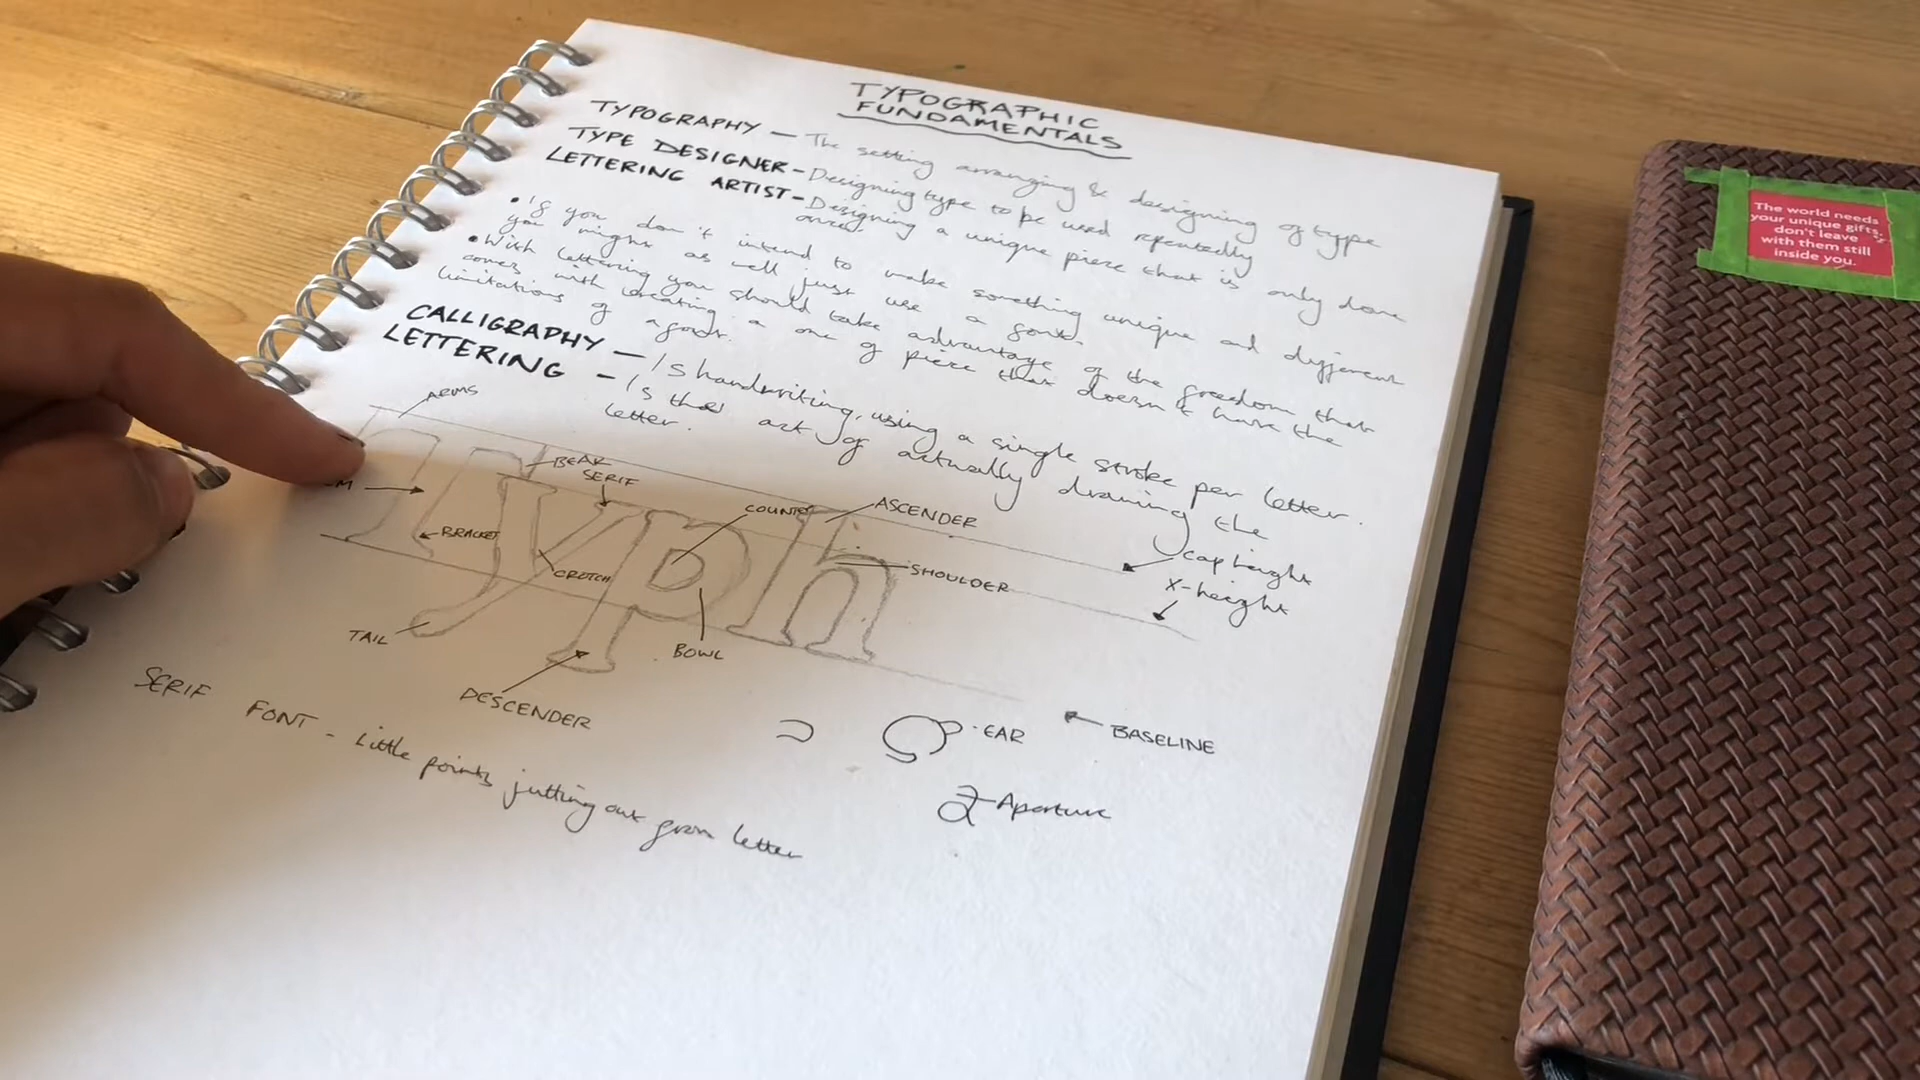 TYPOGRAPHIC
FUNDAMENTALS
TYPOGRAPHY - The setting arranging & designing of type
TYPE DESIGNER - Designing type to be used repeatedly
LETTERING ARTIST - Designing a unique piece that is only done
once.
• If you don't intend to make something unique and different
you might as well just use a font.
• With lettering you should take advantage of the freedom that
comes with creating a one of piece that doesn't have the
limitations of a font.
CALLIGRAPHY - Is handwriting, using a single stroke per letter.
LETTERING - Is the art of actually drawing the
letter.
ARMS
BEAK
SERIF
COUNTER
ASCENDER
cap height
BRACKET
CROTCH
SHOULDER
X-height
TAIL
BOWL
DESCENDER
Typh
EAR
BASELINE
Aperture
SERIF FONT - Little points jutting out from letter
The world needs
your unique gifts,
don't leave
with them still
inside you.